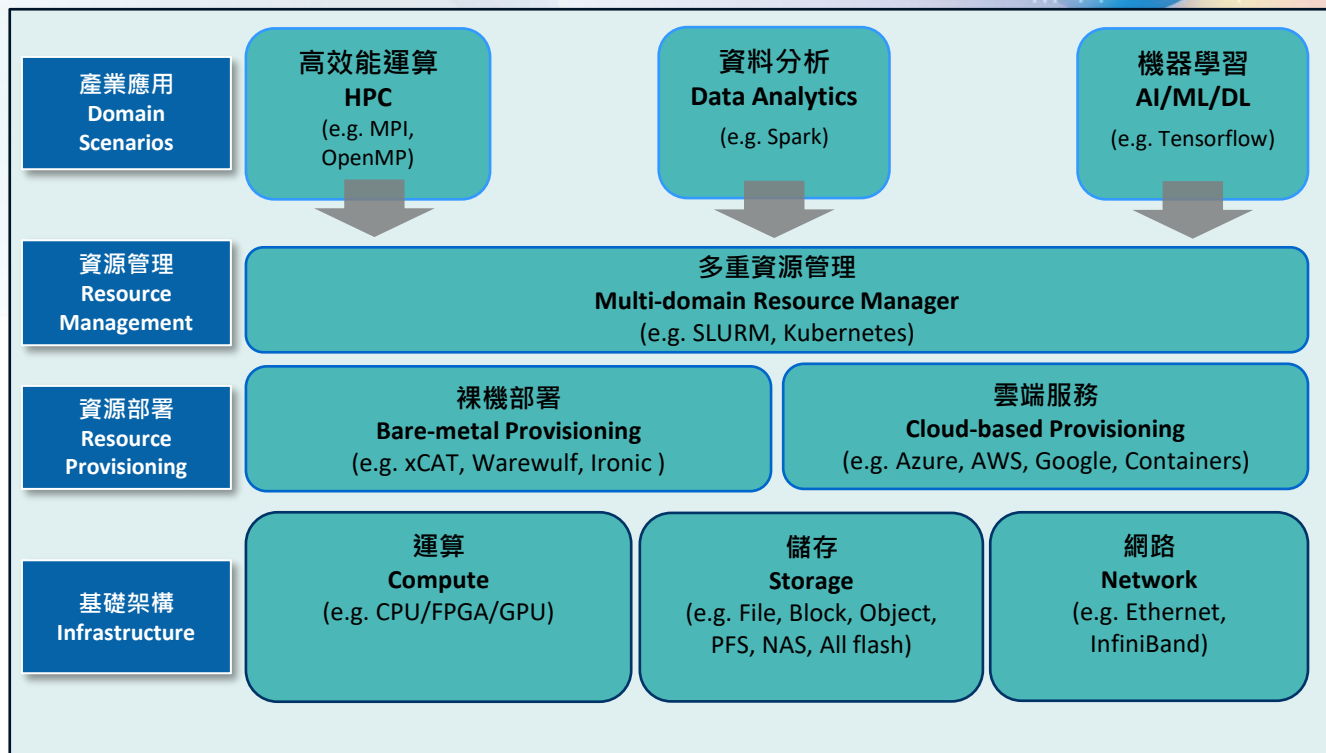 產業應用
Domain
Scenarios
高效能運算
HPC
(e.g. MPI,
OpenMP)
資料分析
Data Analytics
(e.g. Spark)
機器學習
AI/ML/DL
(e.g. Tensorflow)
資源管理
Resource
Management
多重資源管理
Multi-domain Resource Manager
(e.g. SLURM, Kubernetes)
資源部署
Resource
Provisioning
裸機部署
Bare-metal Provisioning
(e.g. xCAT, Warewulf, Ironic )
雲端服務
Cloud-based Provisioning
(e.g. Azure, AWS, Google, Containers)
基礎架構
Infrastructure
運算
Compute
(e.g. CPU/FPGA/GPU)
儲存
Storage
(e.g. File, Block, Object,
PFS, NAS, All flash)
網路
Network
(e.g. Ethernet,
InfiniBand)